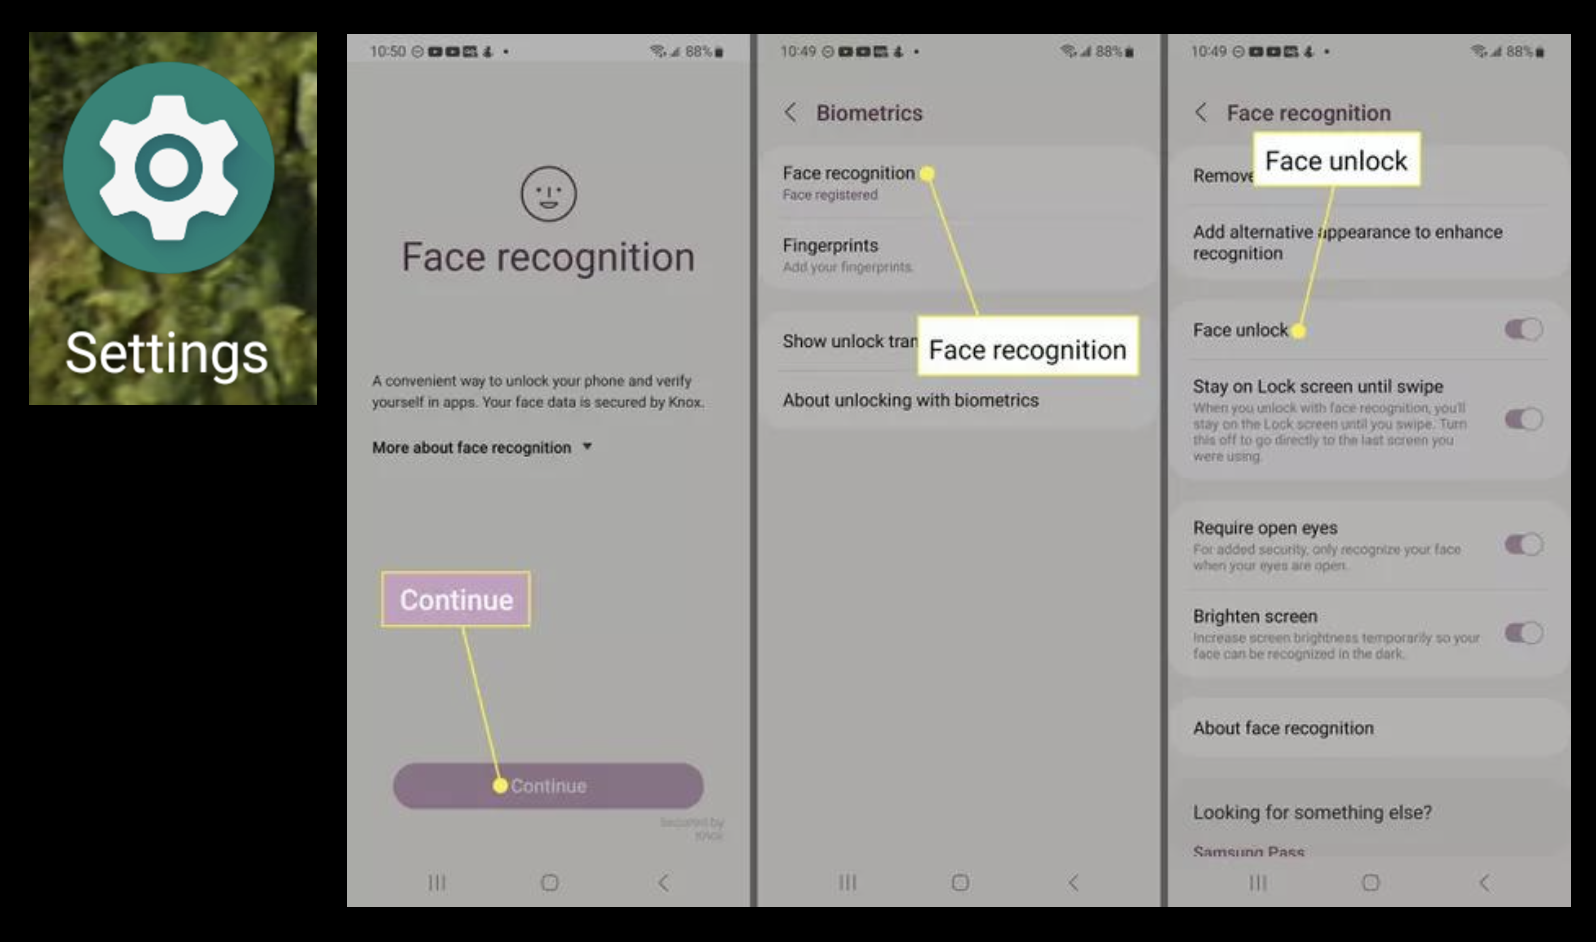 Settings
10:50
88%
Face recognition
A convenient way to unlock your phone and verify
yourself in apps. Your face data is secured by Knox.
More about face recognition
Continue
Continue
Secured by
Knox
10:49
88%
Biometrics
Face recognition
Face registered
Fingerprints
Add your fingerprints.
Show unlock tran
Face recognition
About unlocking with biometrics
10:49
88%
Face recognition
Face unlock
Remove
Add alternative appearance to enhance
recognition
Face unlock
Stay on Lock screen until swipe
When you unlock with face recognition, you'll
stay on the Lock screen until you swipe. Turn
this off to go directly to the last screen you
were using.
Require open eyes
For added security, only recognize your face
when your eyes are open.
Brighten screen
Increase screen brightness temporarily so your
face can be recognized in the dark.
About face recognition
Looking for something else?
Samsung Pass